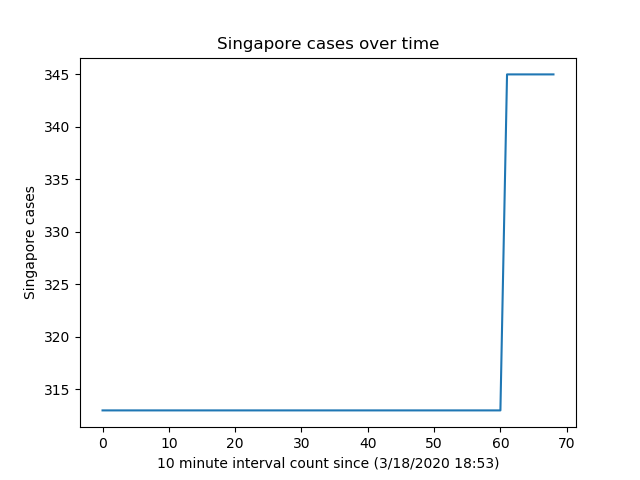 Singapore cases over time
345
340
335
330
325
320
315
Singapore cases
0 10 20 30 40 50 60 70
10 minute interval count since (3/18/2020 18:53)